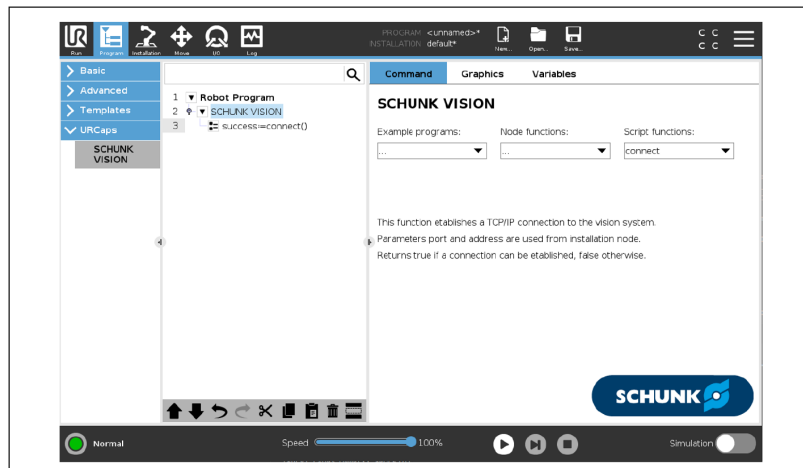 PROGRAM <unnamed>*
INSTALLATION default*
Run Program Installation Move I/O Log
New... Open... Save...
C C
C C
Basic
Advanced
Templates
URCaps
SCHUNK
VISION
1 Robot Program
2 SCHUNK VISION
3 success≔connect()
Command Graphics Variables
SCHUNK VISION
Example programs: Node functions: Script functions:
... ... connect
This function etablishes a TCP/IP connection to the vision system.
Parameters port and address are used from installation node.
Returns true if a connection can be etablished, false otherwise.
SCHUNK
Normal
Speed 100%
Simulation